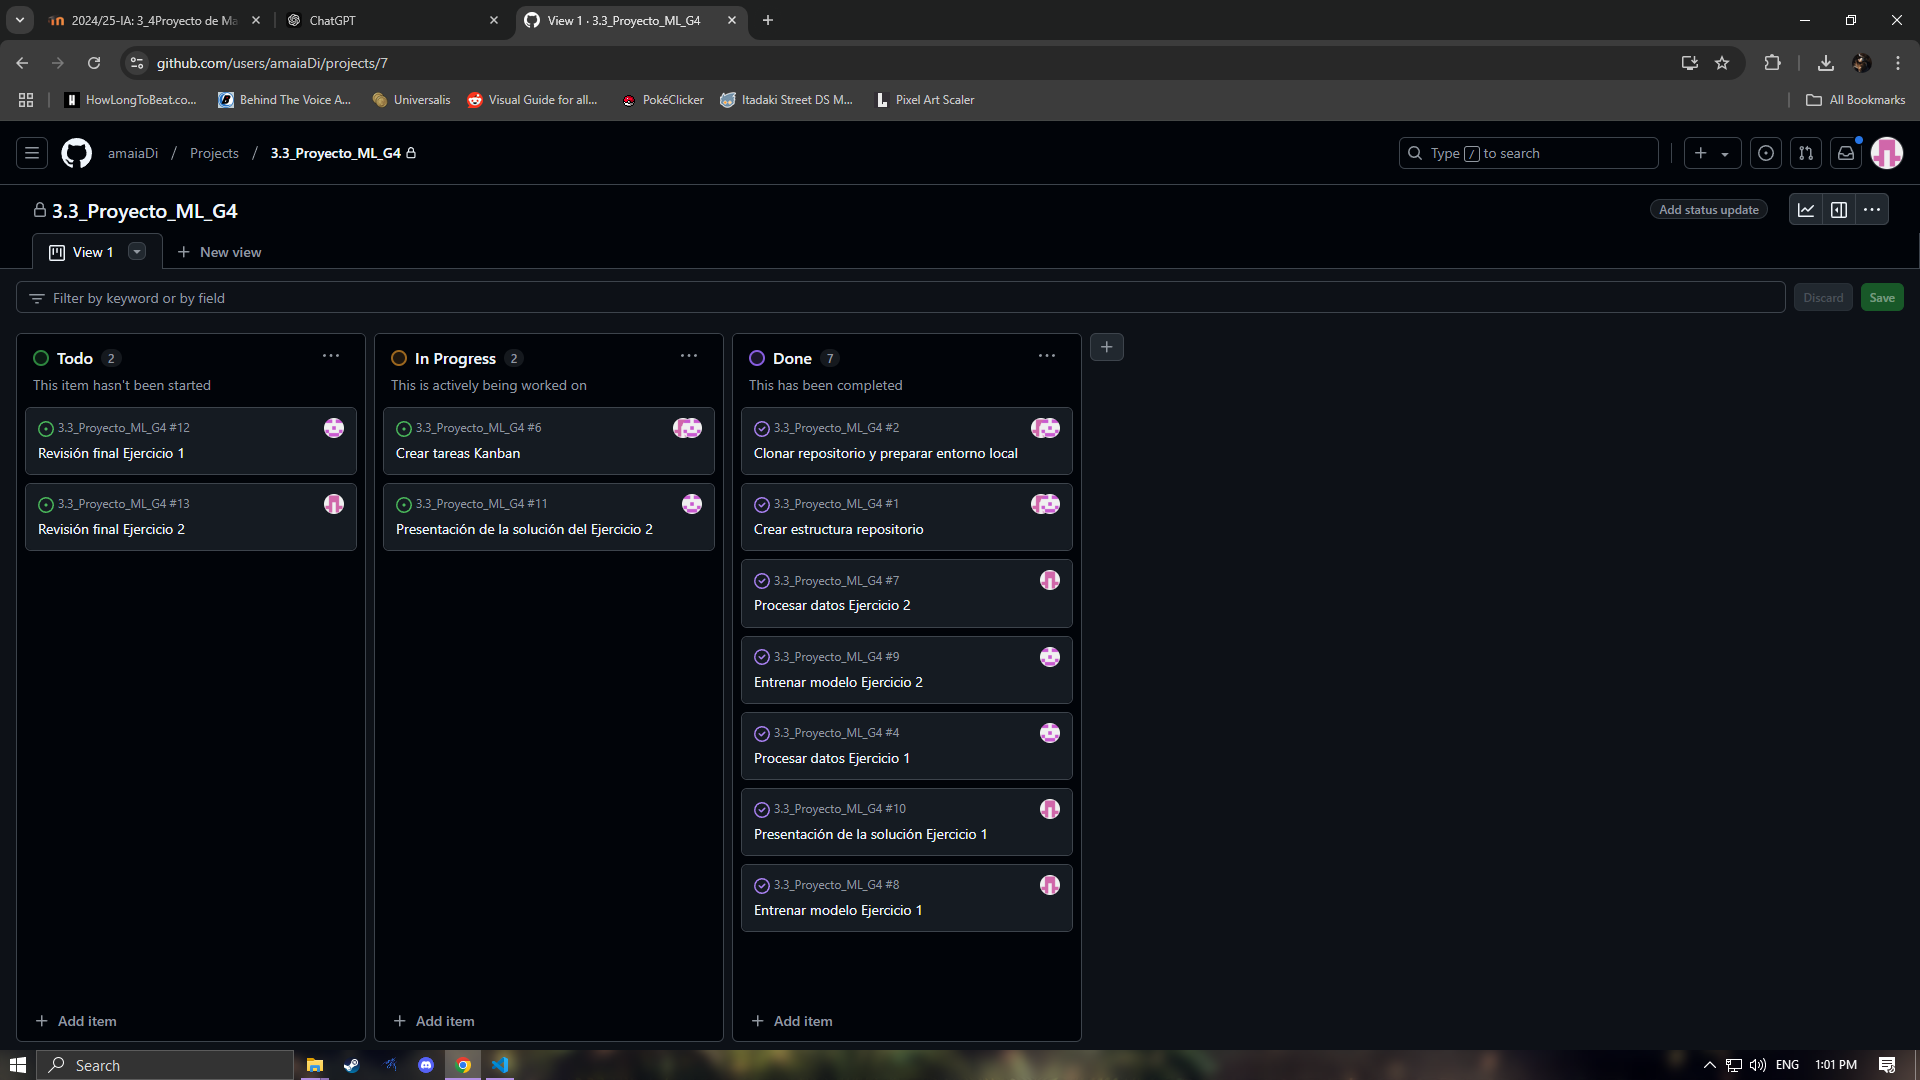 2024/25-IA: 3_4Proyecto de Ma
ChatGPT
View 1 · 3.3_Proyecto_ML_G4
github.com/users/amaiaDi/projects/7
HowLongToBeat.co...
Behind The Voice A...
Universalis
Visual Guide for all...
PokéClicker
Itadaki Street DS M...
Pixel Art Scaler
All Bookmarks
amaiaDi / Projects / 3.3_Proyecto_ML_G4
Type / to search
3.3_Proyecto_ML_G4
Add status update
View 1
New view
Filter by keyword or by field
Discard
Save
Todo 2
This item hasn't been started
3.3_Proyecto_ML_G4 #12
Revisión final Ejercicio 1
3.3_Proyecto_ML_G4 #13
Revisión final Ejercicio 2
Add item
In Progress 2
This is actively being worked on
3.3_Proyecto_ML_G4 #6
Crear tareas Kanban
3.3_Proyecto_ML_G4 #11
Presentación de la solución del Ejercicio 2
Add item
Done 7
This has been completed
3.3_Proyecto_ML_G4 #2
Clonar repositorio y preparar entorno local
3.3_Proyecto_ML_G4 #1
Crear estructura repositorio
3.3_Proyecto_ML_G4 #7
Procesar datos Ejercicio 2
3.3_Proyecto_ML_G4 #9
Entrenar modelo Ejercicio 2
3.3_Proyecto_ML_G4 #4
Procesar datos Ejercicio 1
3.3_Proyecto_ML_G4 #10
Presentación de la solución Ejercicio 1
3.3_Proyecto_ML_G4 #8
Entrenar modelo Ejercicio 1
Add item
Search
ENG
1:01 PM